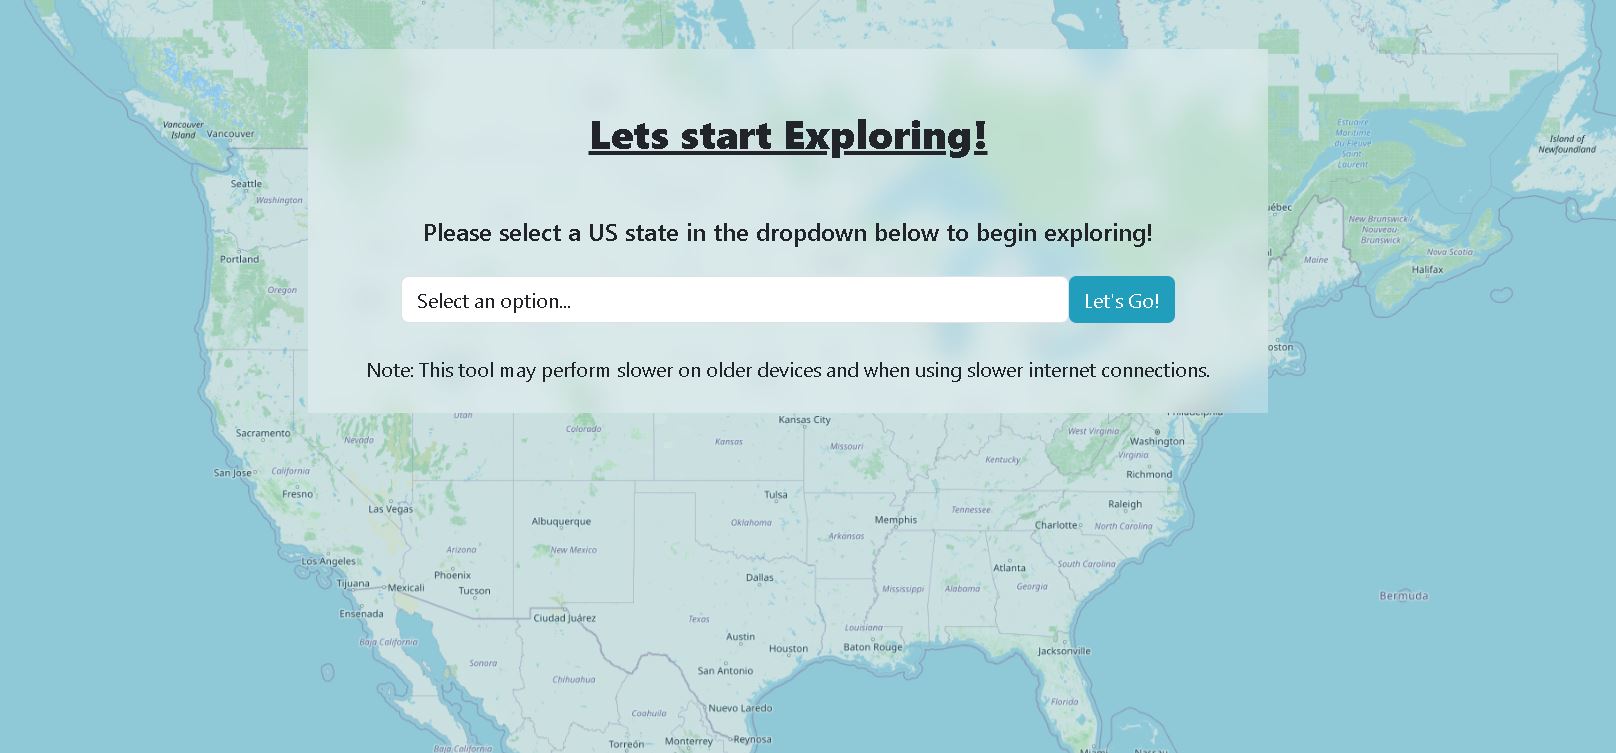 Lets start Exploring!
Please select a US state in the dropdown below to begin exploring!
Select an option...
Let's Go!
Note: This tool may perform slower on older devices and when using slower internet connections.
Vancouver
Island
Vancouver
Seattle
Washington
Portland
Oregon
Estuaire
Maritime
du Fleuve
Saint
Laurent
Island of
Newfoundland
New Brunswick
Nouveau-
Brunswick
Nova Scotia
Maine
Halifax
Utah
Colorado
Kansas City
Kansas
Missouri
West Virginia
Washington
Virginia
Kentucky
Richmond
Sacramento
Nevada
San Jose
California
Fresno
Las Vegas
Tulsa
Raleigh
Albuquerque
Oklahoma
Memphis
Tennessee
Charlotte
North Carolina
Arkansas
Los Angeles
Arizona
New Mexico
Phoenix
Tijuana
Mexicali
Tucson
Dallas
Atlanta
South Carolina
Mississippi
Alabama
Georgia
Bermuda
Ensenada
Ciudad Juárez
Texas
Louisiana
Baja California
Austin
Houston
Baton Rouge
Jacksonville
Sonora
San Antonio
Chihuahua
Florida
Coahuila
Nuevo Laredo
Torreón
Monterrey
Reynosa